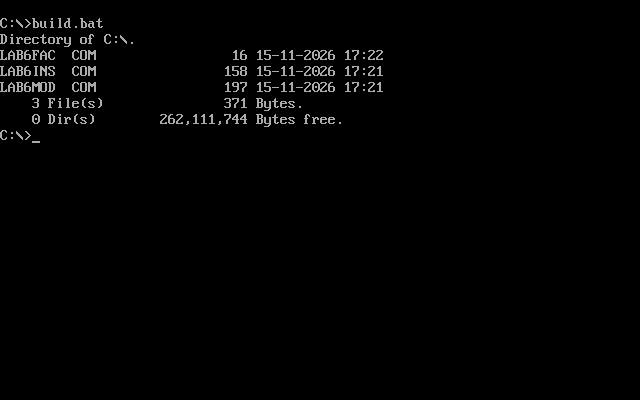 C:\>build.bat
Directory of C:\.
LAB6FAC  COM                 16 15-11-2026 17:22
LAB6INS  COM                158 15-11-2026 17:21
LAB6MOD  COM                197 15-11-2026 17:21
    3 File(s)                371 Bytes.
    0 Dir(s)        262,111,744 Bytes free.
C:\>_